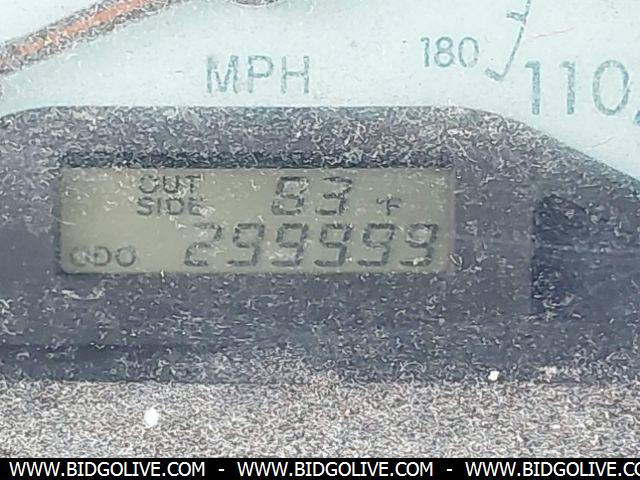 MPH
180
110
OUT
SIDE 83 °F
ODO 299999
WWW.BIDGOLIVE.COM - WWW.BIDGOLIVE.COM - WWW.BIDGOLIVE.CO